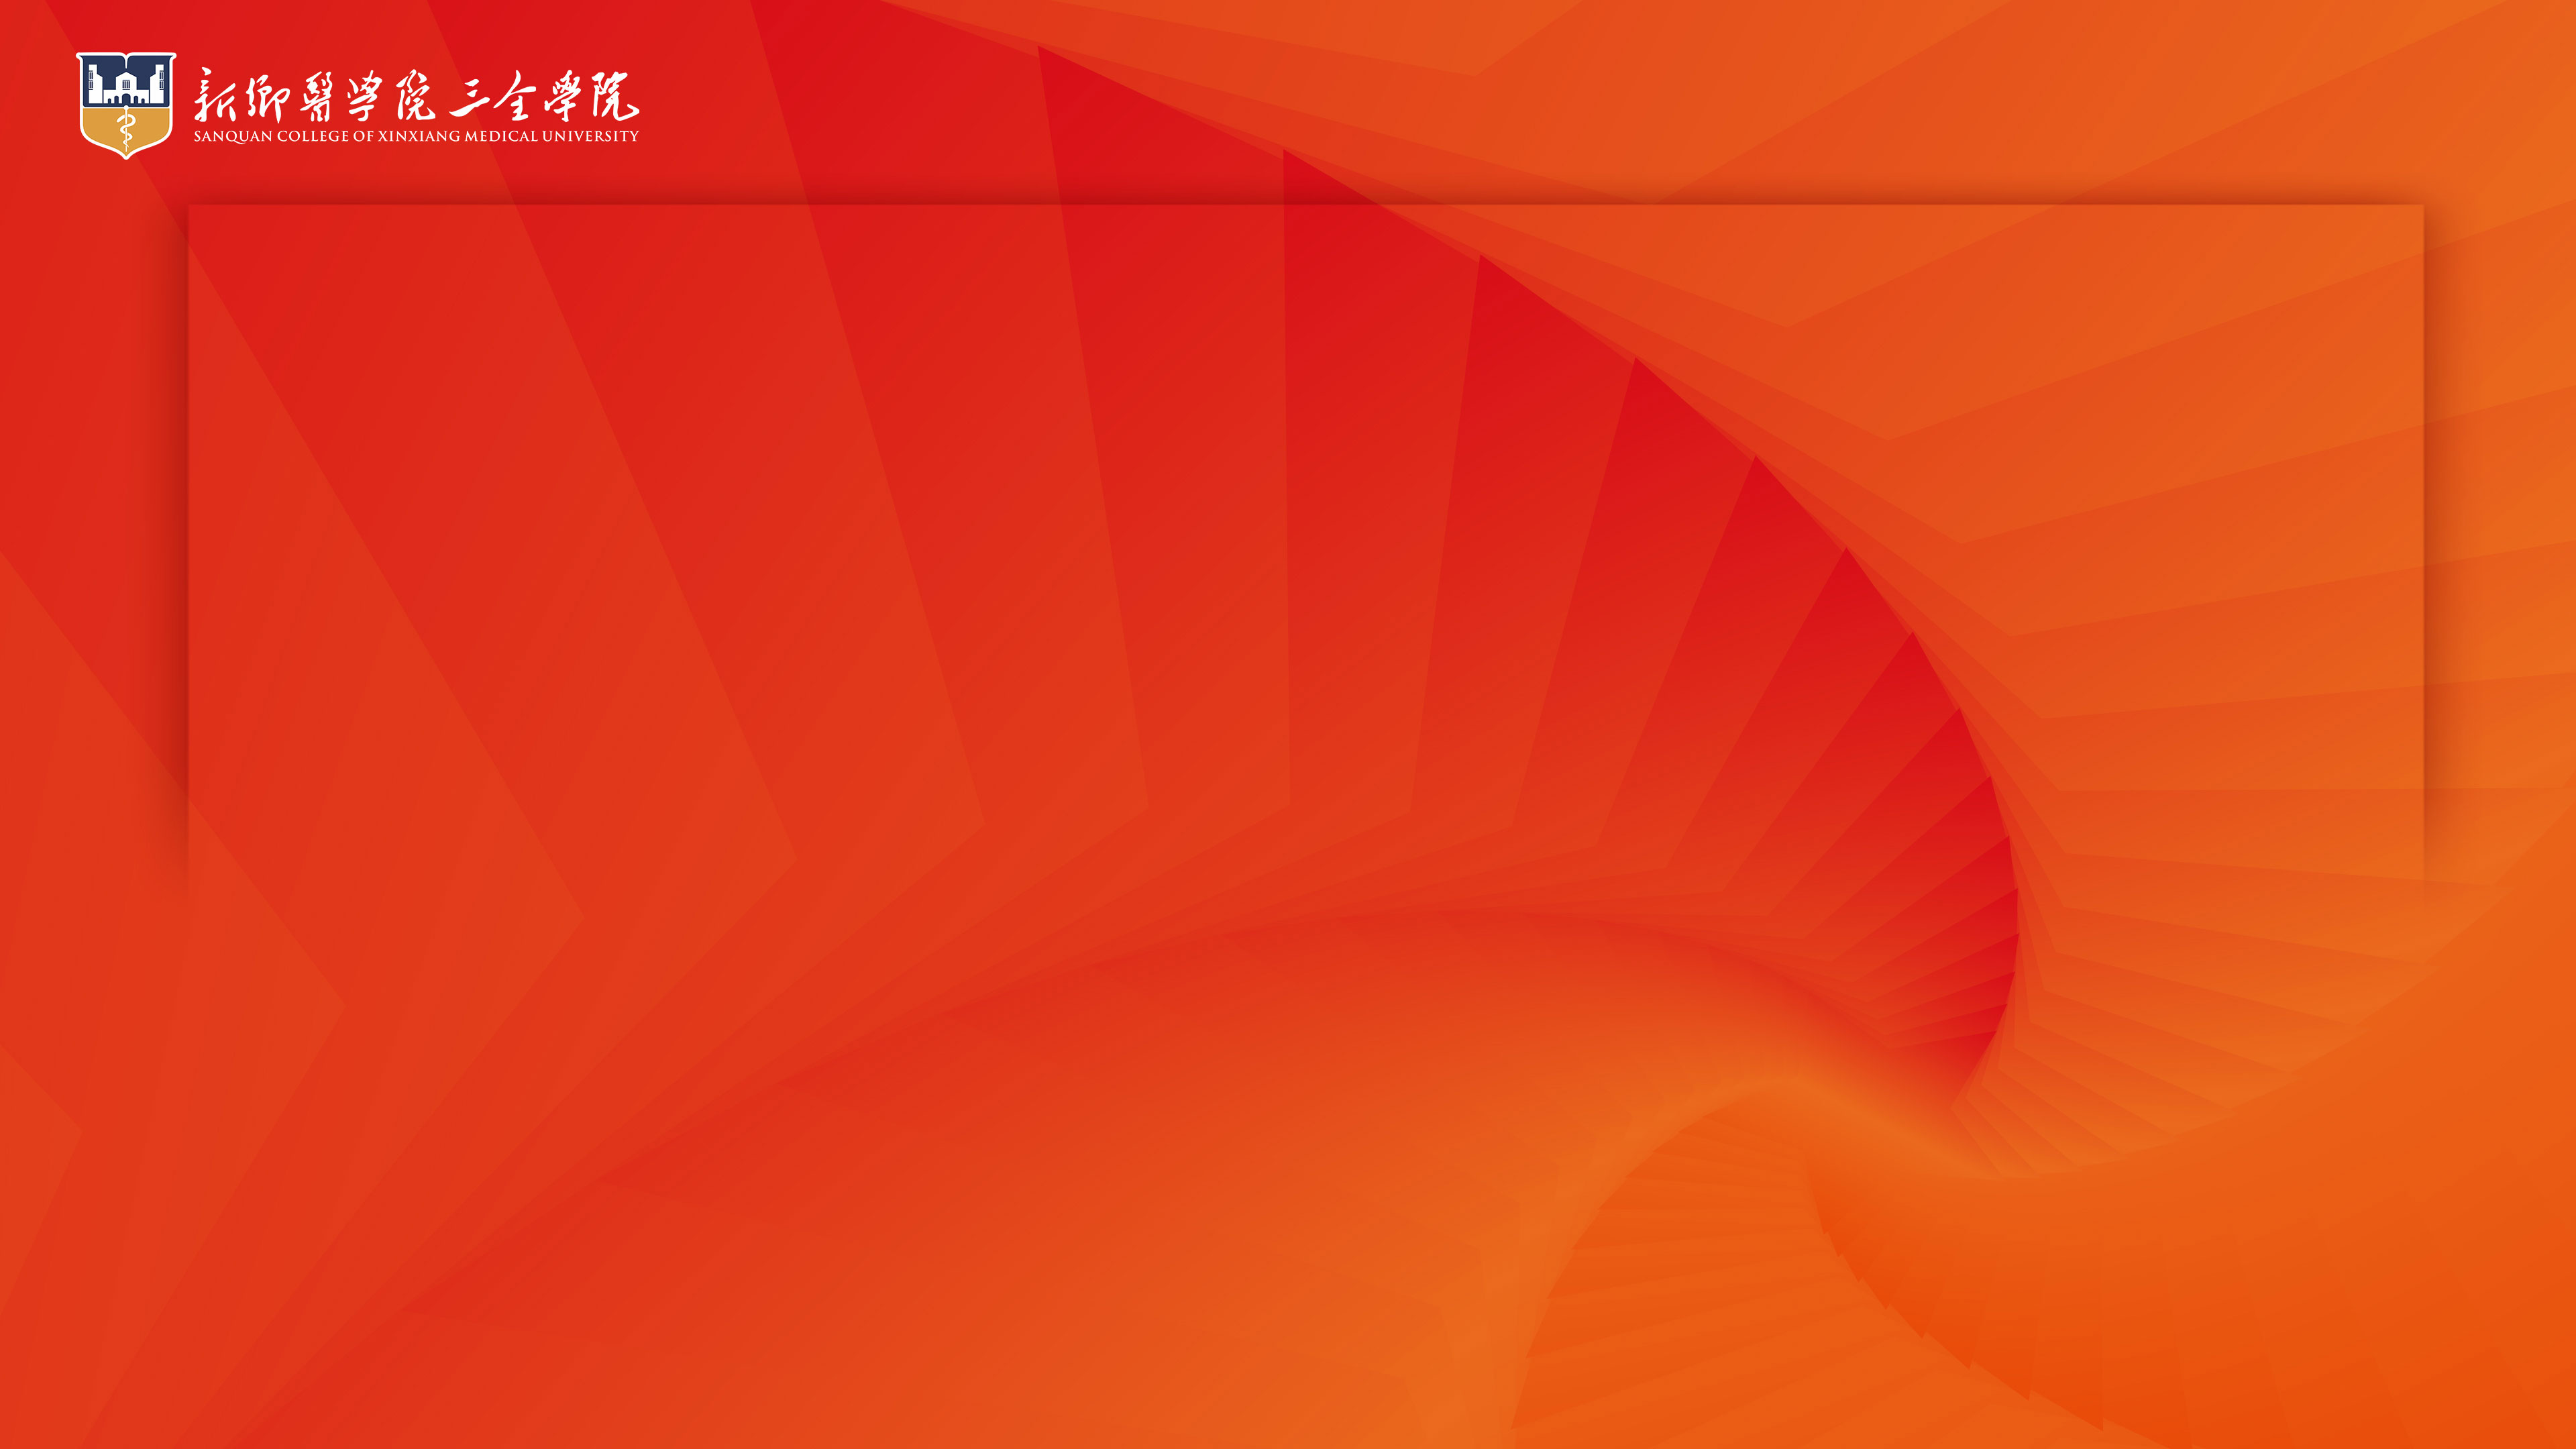 新鄉醫學院三全學院
SANQUAN COLLEGE OF XINXIANG MEDICAL UNIVERSITY